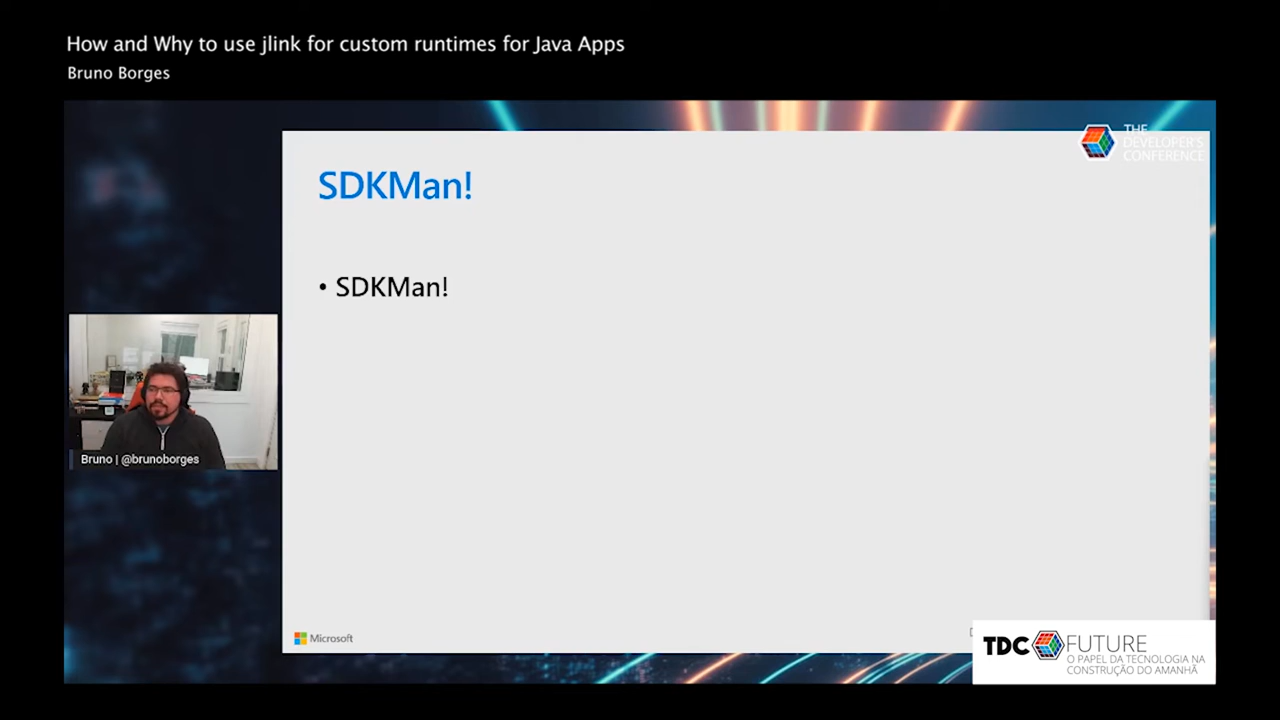 How and Why to use jlink for custom runtimes for Java Apps
Bruno Borges
THE
DEVELOPER'S
CONFERENCE
SDKMan!
• SDKMan!
Bruno | @brunoborges
Microsoft
TDC FUTURE
O PAPEL DA TECNOLOGIA NA
CONSTRUÇÃO DO AMANHÃ